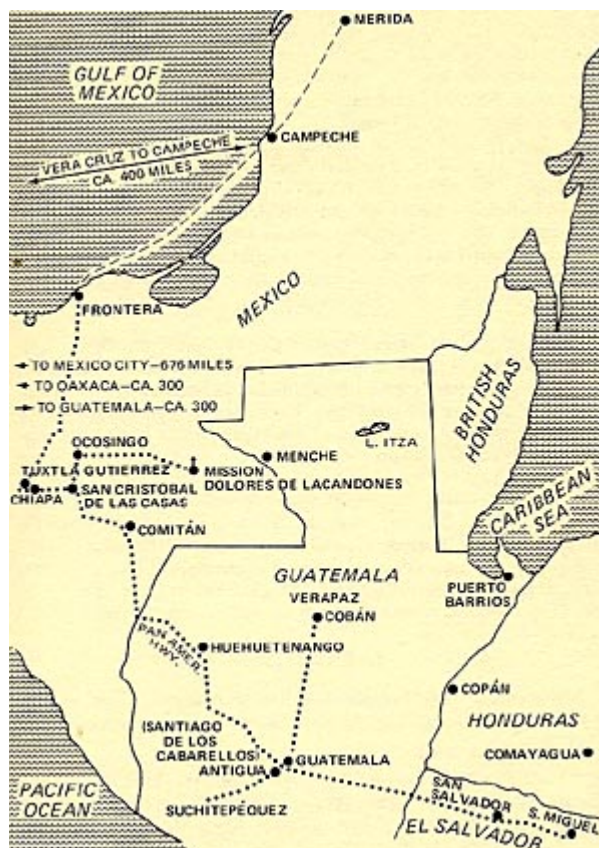 MERIDA
GULF OF
MEXICO
CAMPECHE
VERA CRUZ TO CAMPECHE
CA. 400 MILES
FRONTERA
MEXICO
TO MEXICO CITY–676 MILES
TO OAXACA–CA. 300
TO GUATEMALA–CA. 300
BRITISH
HONDURAS
L. ITZA
OCOSINGO
MENCHE
TUXTLA GUTIERREZ
MISSION
DOLORES DE LACANDONES
CHIAPA
SAN CRISTOBAL
DE LAS CASAS
CARIBBEAN
SEA
COMITÁN
GUATEMALA
PUERTO
BARRIOS
VERAPAZ
COBÁN
PAN AMER.
HWY.
HUEHUETENANGO
COPÁN
HONDURAS
(SANTIAGO
DE LOS
CABARELLOS)
ANTIGUA
GUATEMALA
COMAYAGUA
PACIFIC
OCEAN
SUCHITEPÉQUEZ
SAN
SALVADOR
S. MIGUEL
EL SALVADOR